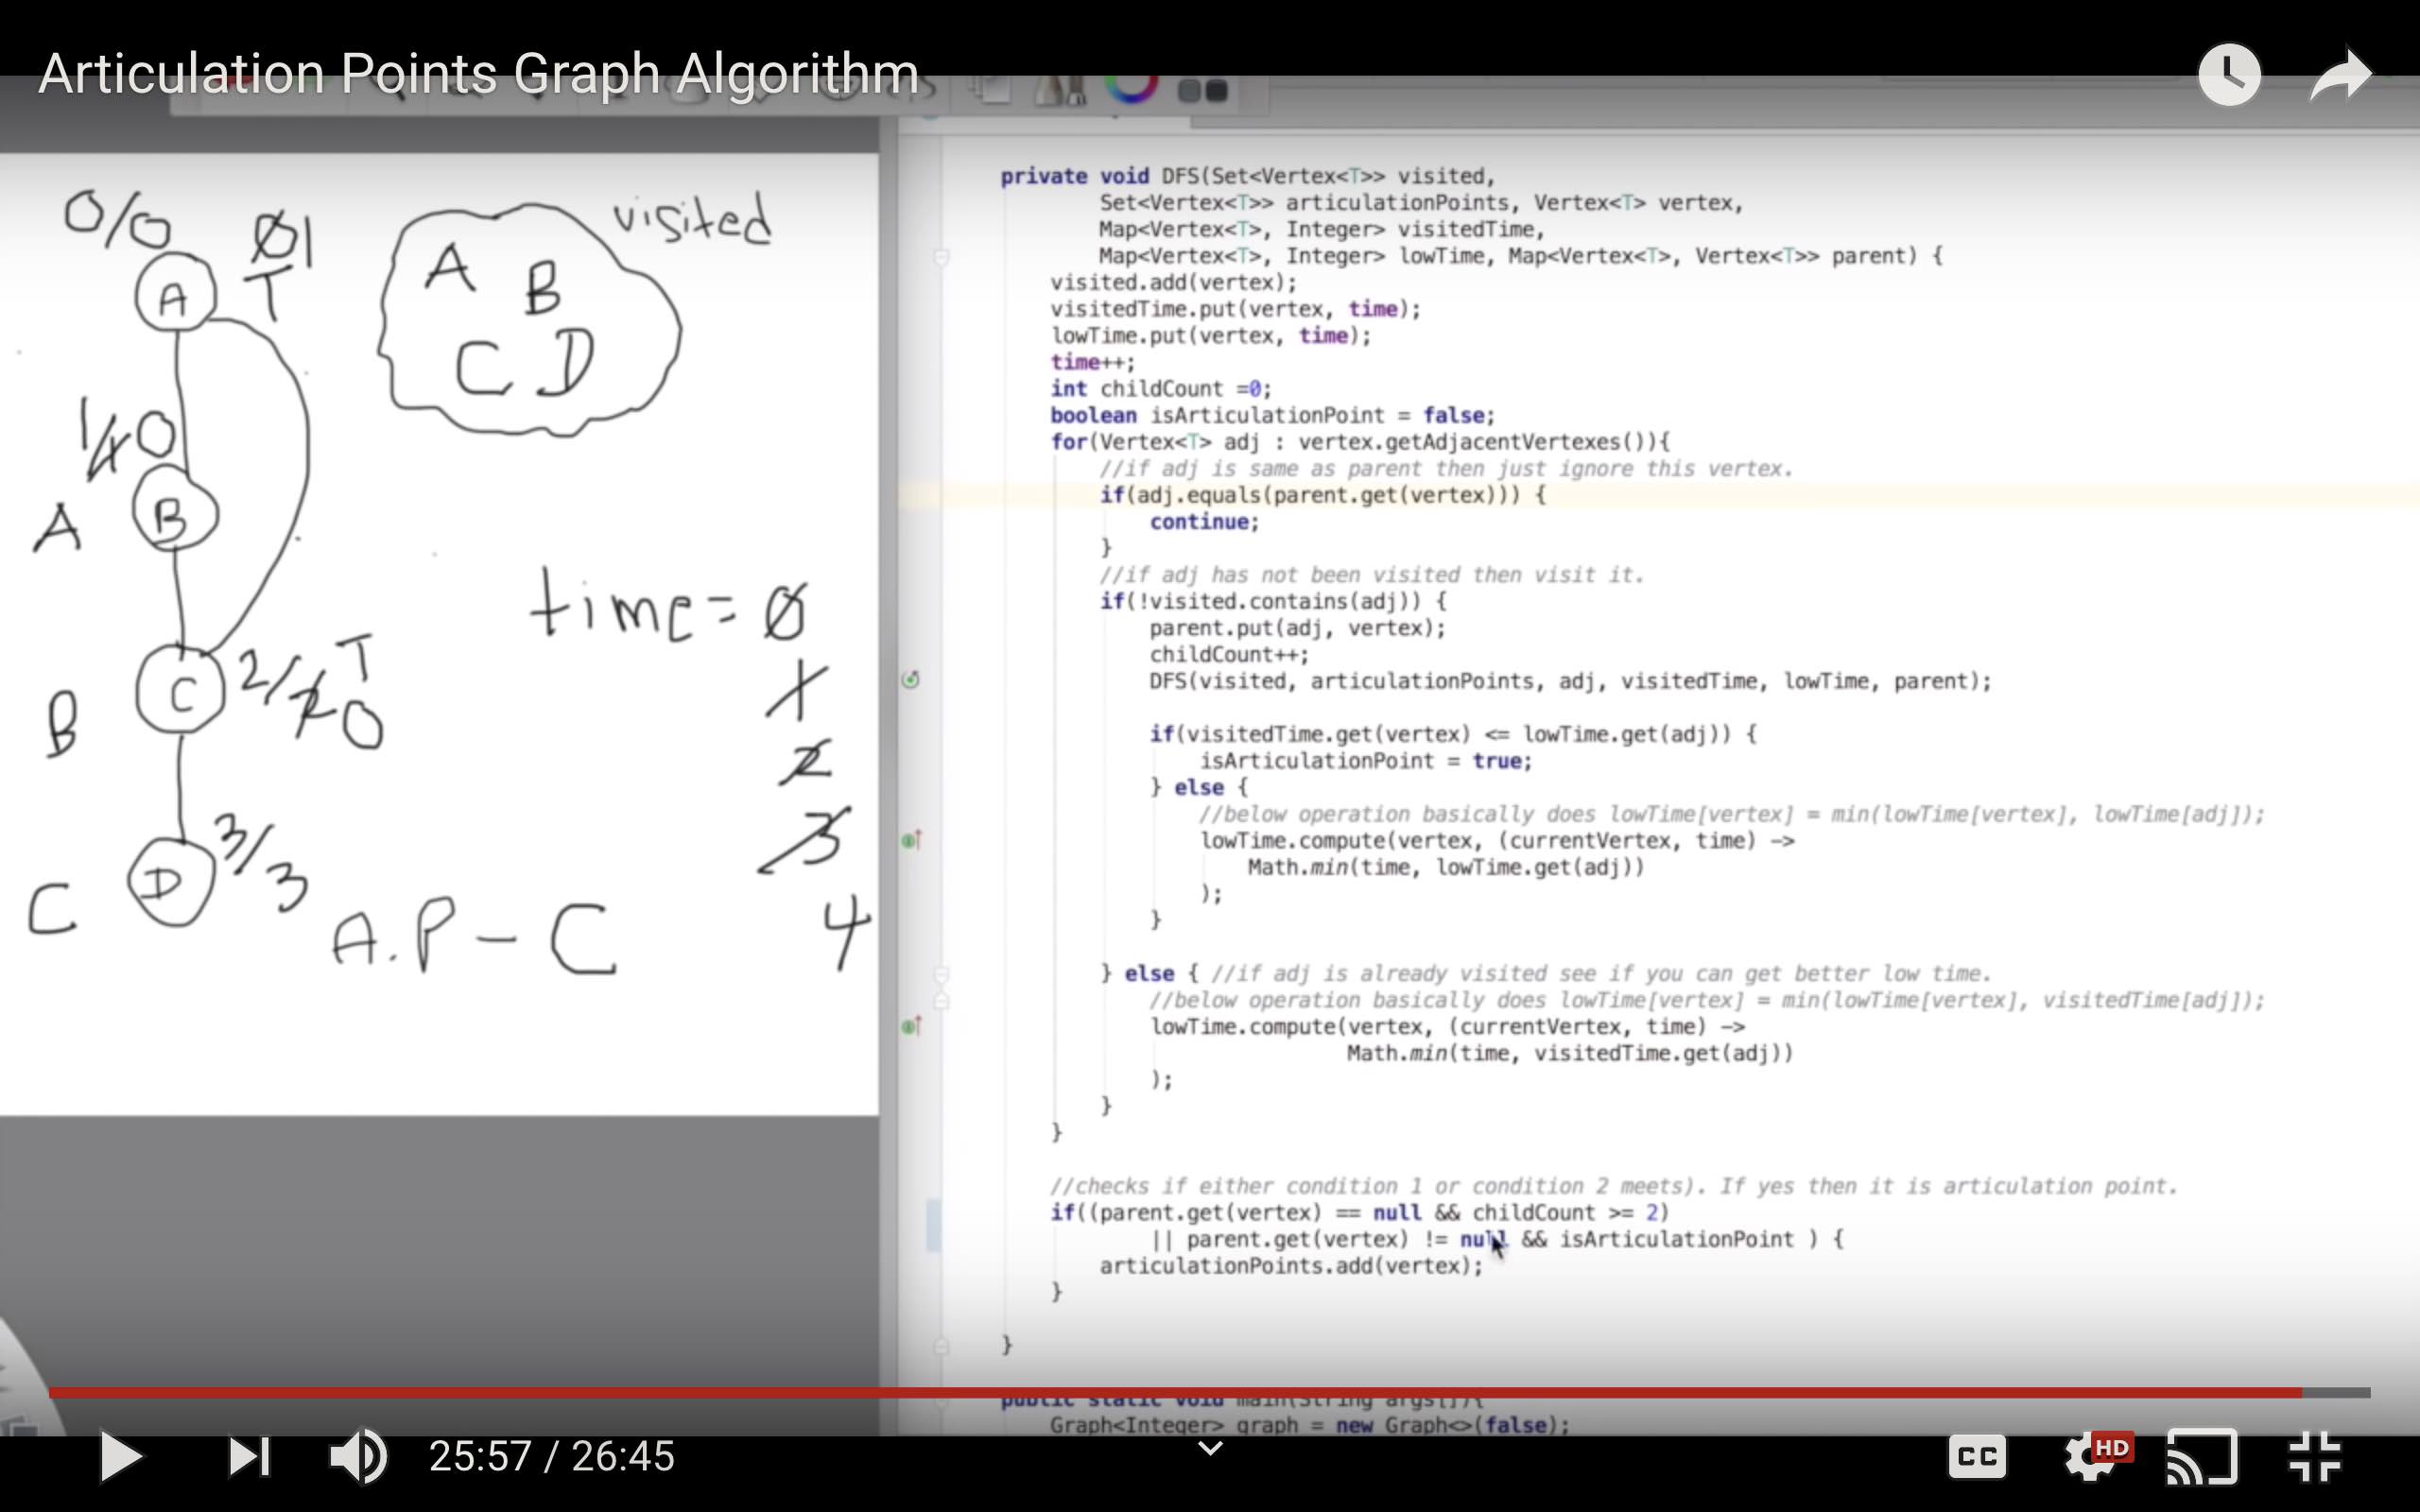 Articulation Points Graph Algorithm
0/0 01
T
A
visited
A B
C D
1/10
A B
time = 0
1
2
3
4
B C 2/20 T
C D 3/3
A.P - C
private void DFS(Set<Vertex<T>> visited,
Set<Vertex<T>> articulationPoints, Vertex<T> vertex,
Map<Vertex<T>, Integer> visitedTime,
Map<Vertex<T>, Integer> lowTime, Map<Vertex<T>, Vertex<T>> parent) {
visited.add(vertex);
visitedTime.put(vertex, time);
lowTime.put(vertex, time);
time++;
int childCount =0;
boolean isArticulationPoint = false;
for(Vertex<T> adj : vertex.getAdjacentVertexes()){
//if adj is same as parent then just ignore this vertex.
if(adj.equals(parent.get(vertex))) {
continue;
}
//if adj has not been visited then visit it.
if(!visited.contains(adj)) {
parent.put(adj, vertex);
childCount++;
DFS(visited, articulationPoints, adj, visitedTime, lowTime, parent);
if(visitedTime.get(vertex) <= lowTime.get(adj)) {
isArticulationPoint = true;
} else {
//below operation basically does lowTime[vertex] = min(lowTime[vertex], lowTime[adj]);
lowTime.compute(vertex, (currentVertex, time) ->
Math.min(time, lowTime.get(adj))
);
}
} else { //if adj is already visited see if you can get better low time.
//below operation basically does lowTime[vertex] = min(lowTime[vertex], visitedTime[adj]);
lowTime.compute(vertex, (currentVertex, time) ->
Math.min(time, visitedTime.get(adj))
);
}
}
//checks if either condition 1 or condition 2 meets). If yes then it is articulation point.
if((parent.get(vertex) == null && childCount >= 2)
|| parent.get(vertex) != null && isArticulationPoint ) {
articulationPoints.add(vertex);
}
}
public static void main(String args[]){
Graph<Integer> graph = new Graph<>(false);
25:57 / 26:45
CC
HD